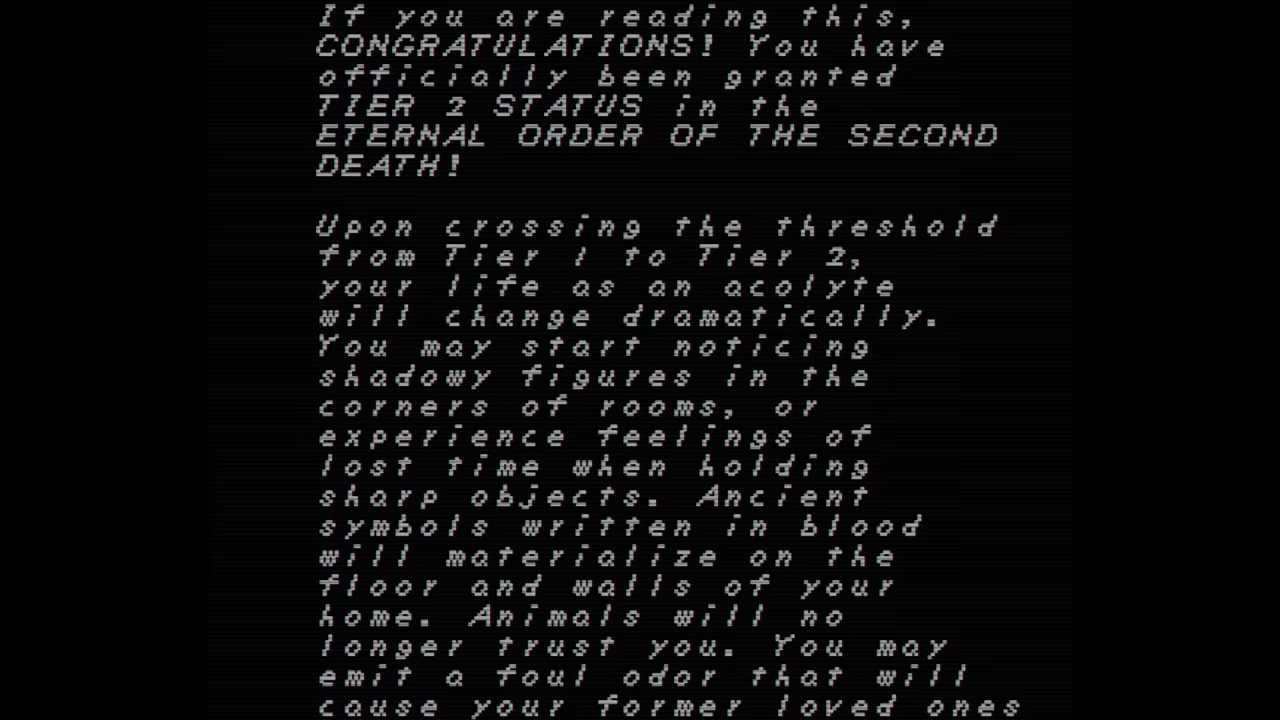 If you are reading this,
CONGRATULATIONS! You have
officially been granted
TIER 2 STATUS in the
ETERNAL ORDER OF THE SECOND
DEATH!
Upon crossing the threshold
from Tier 1 to Tier 2,
your life as an acolyte
will change dramatically.
You may start noticing
shadowy figures in the
corners of rooms, or
experience feelings of
lost time when holding
sharp objects. Ancient
symbols written in blood
will materialize on the
floor and walls of your
home. Animals will no
longer trust you. You may
emit a foul odor that will
cause your former loved ones